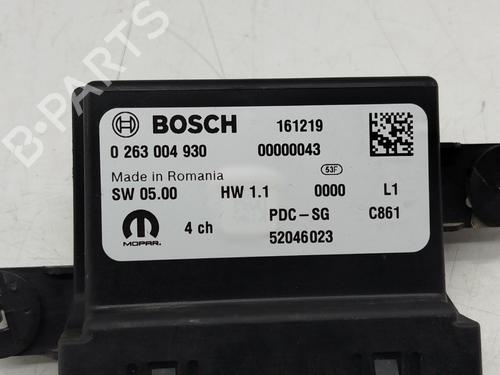 BOSCH 161219
0 263 004 930 00000043
Made in Romania 53F
SW 05.00 HW 1.1 0000 L1
MOPAR. 4 ch PDC-SG C861
52046023
B-PARTS